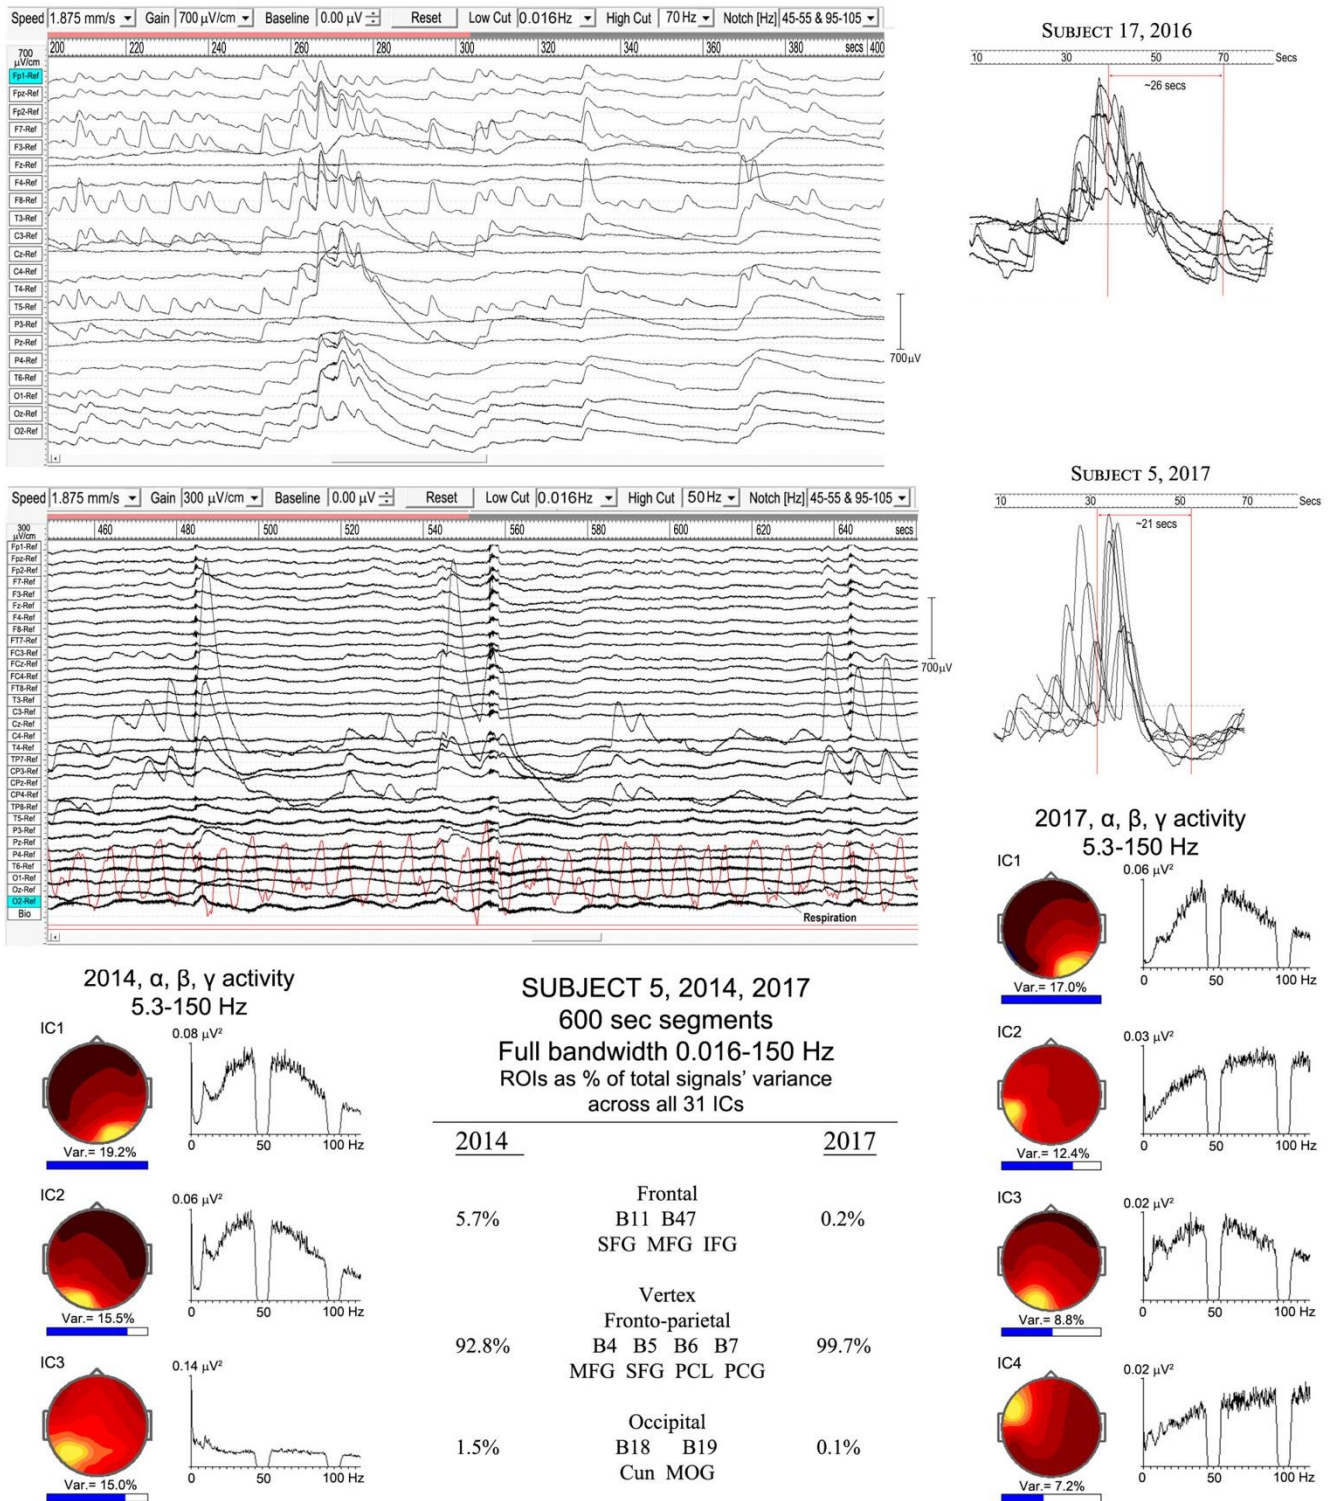 Speed 1.875 mm/s Gain 700 µV/cm Baseline 0.00 µV Reset Low Cut 0.016Hz High Cut 70 Hz Notch [Hz] 45-55 & 95-105
700
µV/cm
200 220 240 260 280 300 320 340 360 380 secs 400
Fp1-Ref
Fpz-Ref
Fp2-Ref
F7-Ref
F3-Ref
Fz-Ref
F4-Ref
F8-Ref
T3-Ref
C3-Ref
Cz-Ref
C4-Ref
T4-Ref
T5-Ref
P3-Ref
Pz-Ref
P4-Ref
T6-Ref
O1-Ref
Oz-Ref
O2-Ref
700µV
SUBJECT 17, 2016
10 30 50 70 Secs
~26 secs
Speed 1.875 mm/s Gain 300 µV/cm Baseline 0.00 µV Reset Low Cut 0.016Hz High Cut 50 Hz Notch [Hz] 45-55 & 95-105
300
µV/cm
460 480 500 520 540 560 580 600 620 640 secs
Fp1-Ref
Fpz-Ref
Fp2-Ref
F7-Ref
F3-Ref
Fz-Ref
F4-Ref
F8-Ref
FT7-Ref
FC3-Ref
FCz-Ref
FC4-Ref
FT8-Ref
T3-Ref
C3-Ref
Cz-Ref
C4-Ref
T4-Ref
TP7-Ref
CP3-Ref
CPz-Ref
CP4-Ref
TP8-Ref
T5-Ref
P3-Ref
Pz-Ref
P4-Ref
T6-Ref
O1-Ref
Oz-Ref
O2-Ref
Bio
700µV
Respiration
SUBJECT 5, 2017
10 30 50 70 Secs
~21 secs
2014, α, β, γ activity
5.3-150 Hz
IC1
0.08 µV²
0 50 100 Hz
Var.= 19.2%
IC2
0.06 µV²
0 50 100 Hz
Var.= 15.5%
IC3
0.14 µV²
0 50 100 Hz
Var.= 15.0%
SUBJECT 5, 2014, 2017
600 sec segments
Full bandwidth 0.016-150 Hz
ROIs as % of total signals’ variance
across all 31 ICs
2014 2017
Frontal
5.7% B11 B47 0.2%
SFG MFG IFG
Vertex
Fronto-parietal
92.8% B4 B5 B6 B7 99.7%
MFG SFG PCL PCG
Occipital
1.5% B18 B19 0.1%
Cun MOG
2017, α, β, γ activity
5.3-150 Hz
IC1
0.06 µV²
0 50 100 Hz
Var.= 17.0%
IC2
0.03 µV²
0 50 100 Hz
Var.= 12.4%
IC3
0.02 µV²
0 50 100 Hz
Var.= 8.8%
IC4
0.02 µV²
0 50 100 Hz
Var.= 7.2%